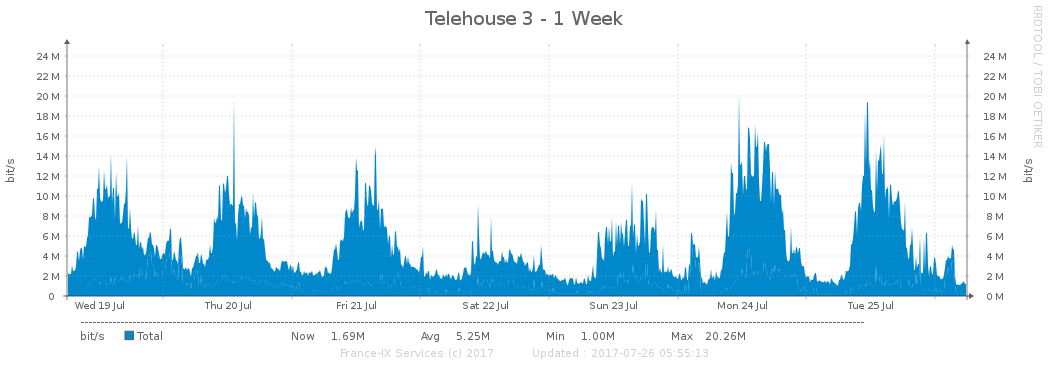 Telehouse 3 - 1 Week
RRDTOOL / TOBI OETIKER
bit/s
bit/s
24 M 24 M
22 M 22 M
20 M 20 M
18 M 18 M
16 M 16 M
14 M 14 M
12 M 12 M
10 M 10 M
8 M 8 M
6 M 6 M
4 M 4 M
2 M 2 M
0 0 M
Wed 19 Jul Thu 20 Jul Fri 21 Jul Sat 22 Jul Sun 23 Jul Mon 24 Jul Tue 25 Jul
bit/s Total Now 1.69M Avg 5.25M Min 1.00M Max 20.26M
France-IX Services (c) 2017 Updated : 2017-07-26 05:55:13